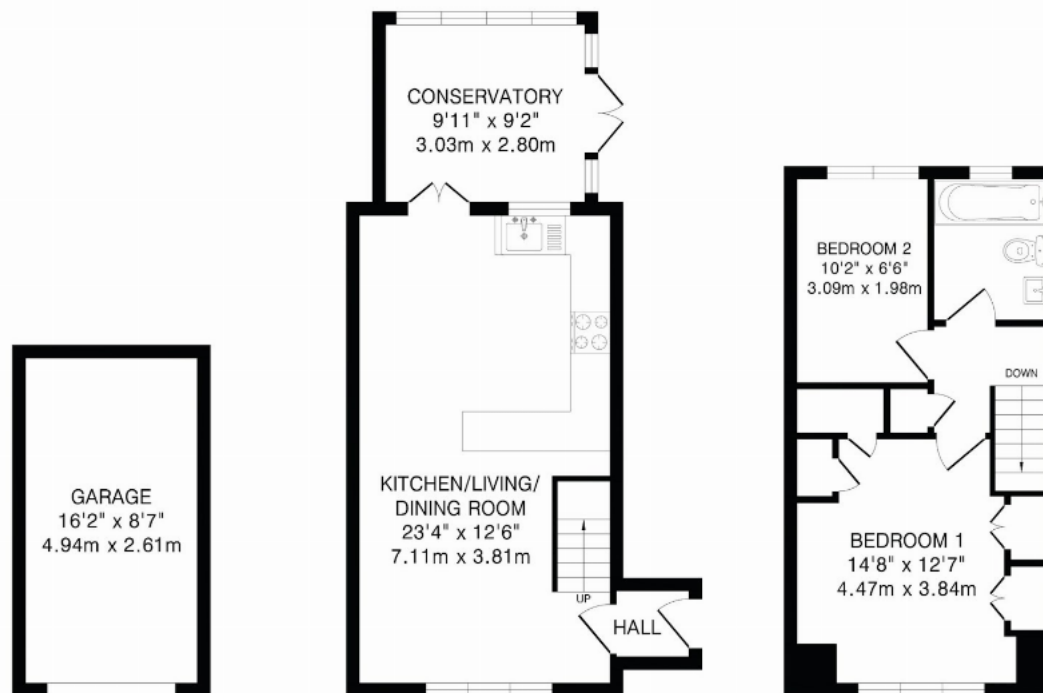 CONSERVATORY
9'11" x 9'2"
3.03m x 2.80m
BEDROOM 2
10'2" x 6'6"
3.09m x 1.98m
DOWN
GARAGE
16'2" x 8'7"
4.94m x 2.61m
KITCHEN/LIVING/
DINING ROOM
23'4" x 12'6"
7.11m x 3.81m
UP
HALL
BEDROOM 1
14'8" x 12'7"
4.47m x 3.84m